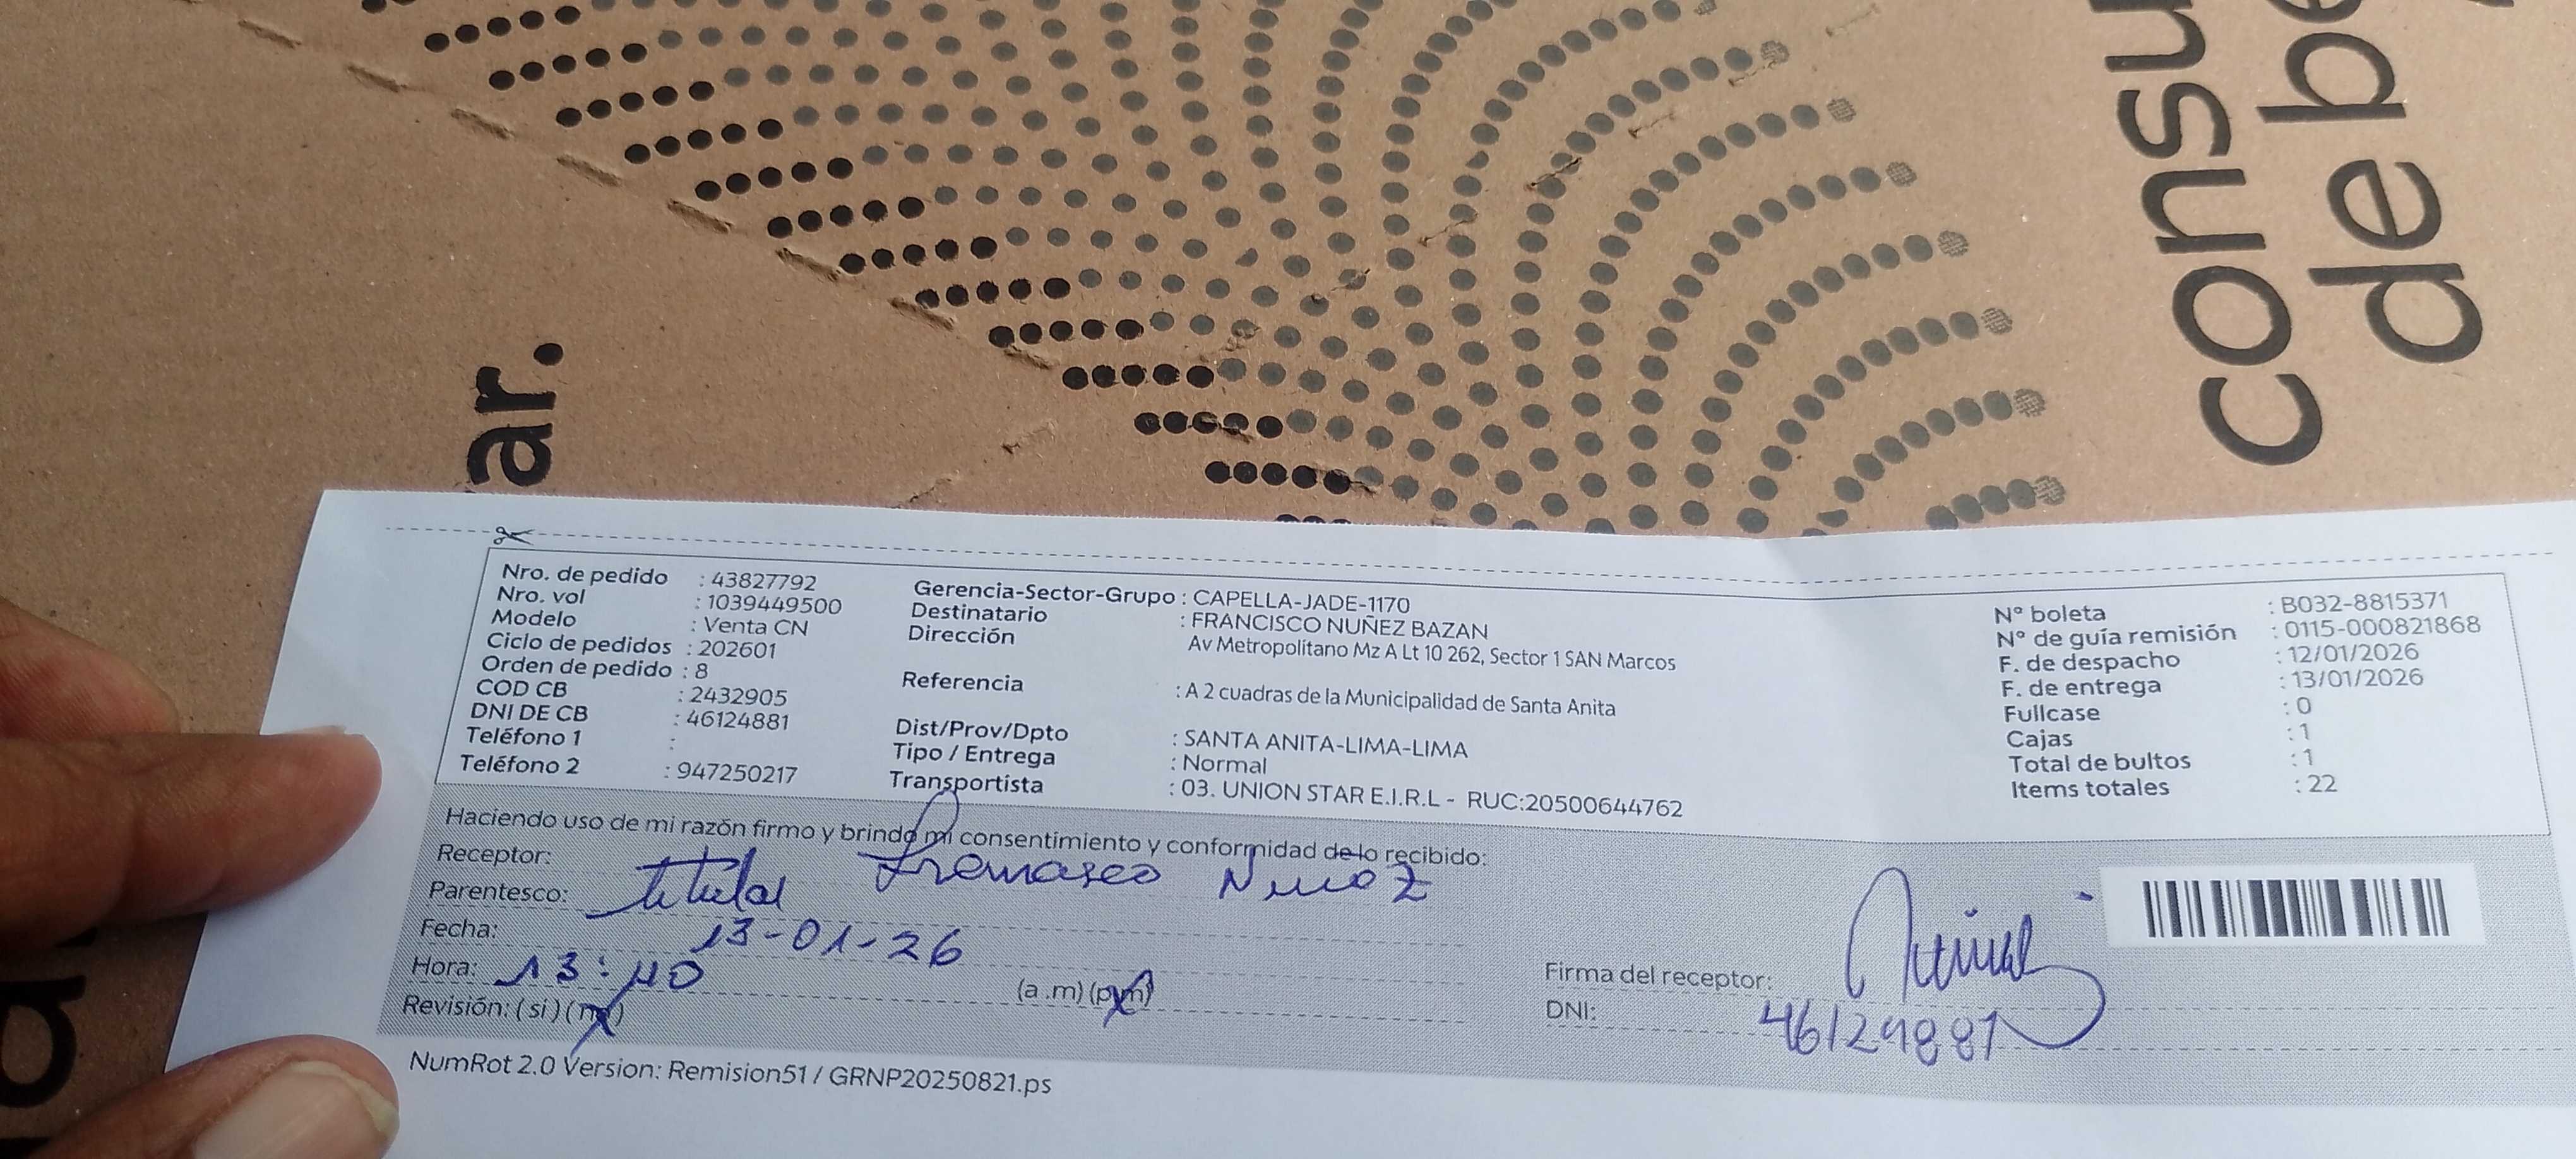 consu
de be
ar.
Nro. de pedido : 43827792
Nro. vol : 1039449500
Modelo : Venta CN
Ciclo de pedidos : 202601
Orden de pedido : 8
COD CB : 2432905
DNI DE CB : 46124881
Teléfono 1 :
Teléfono 2 : 947250217
Gerencia-Sector-Grupo : CAPELLA-JADE-1170
Destinatario : FRANCISCO NUÑEZ BAZAN
Dirección Av Metropolitano Mz A Lt 10 262, Sector 1 SAN Marcos
Referencia : A 2 cuadras de la Municipalidad de Santa Anita
Dist/Prov/Dpto : SANTA ANITA-LIMA-LIMA
Tipo / Entrega : Normal
Transportista : 03. UNION STAR E.I.R.L - RUC:20500644762
N° boleta : B032-8815371
N° de guía remisión : 0115-000821868
F. de despacho : 12/01/2026
F. de entrega : 13/01/2026
Fullcase : 0
Cajas : 1
Total de bultos : 1
Items totales : 22
Haciendo uso de mi razón firmo y brindo mi consentimiento y conformidad de lo recibido:
Receptor:
Parentesco: titular
Fecha: 13-01-26
Hora: 13:40 (a .m) (p.m)
Revisión: ( si ) ( no )
Firma del receptor:
DNI: 46124881
NumRot 2.0 Version: Remision51 / GRNP20250821.ps